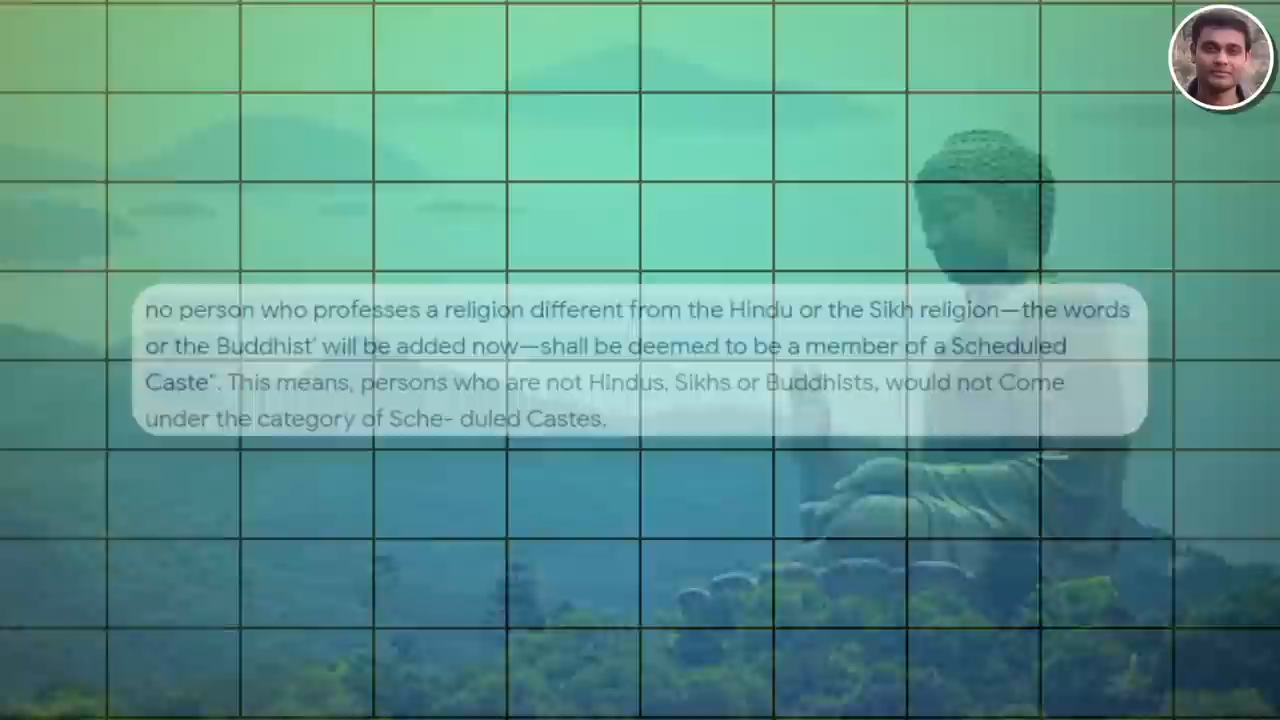 no person who professes a religion different from the Hindu or the Sikh religion—the words
or the Buddhist' will be added now—shall be deemed to be a member of a Scheduled
Caste". This means, persons who are not Hindus, Sikhs or Buddhists, would not Come
under the category of Sche- duled Castes.